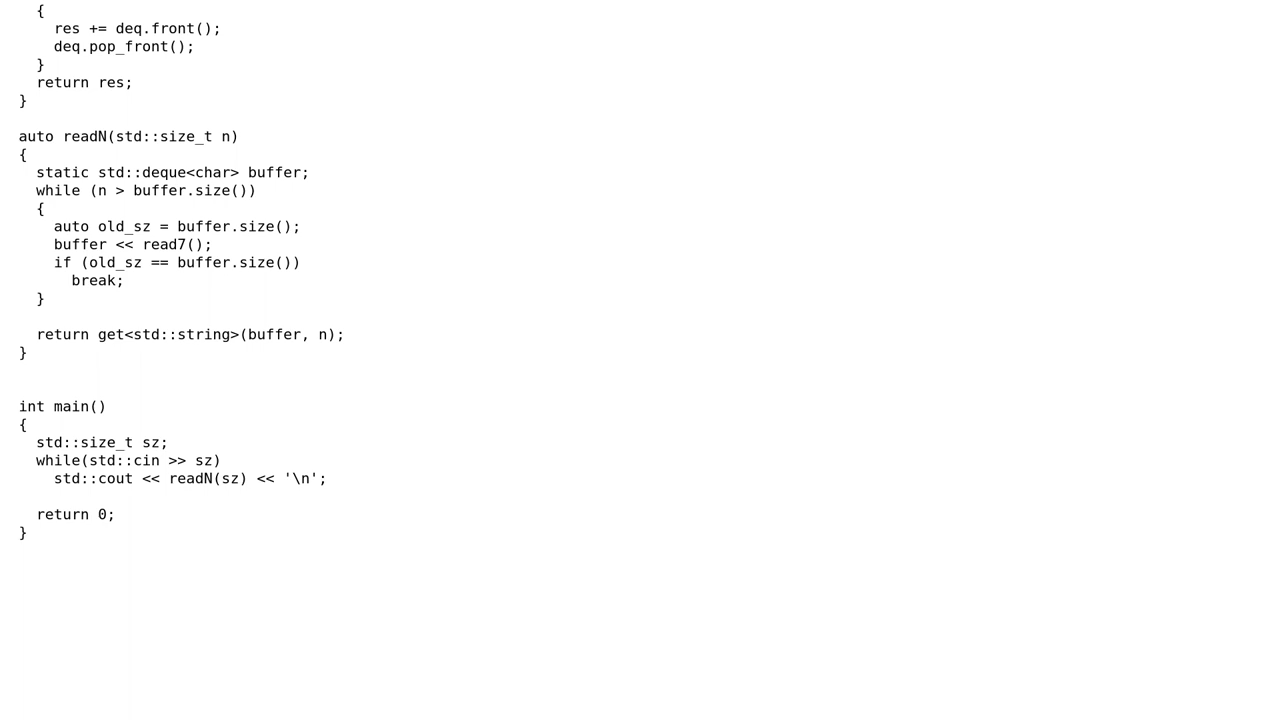 {
    res += deq.front();
    deq.pop_front();
  }
  return res;
}

auto readN(std::size_t n)
{
  static std::deque<char> buffer;
  while (n > buffer.size())
  {
    auto old_sz = buffer.size();
    buffer << read7();
    if (old_sz == buffer.size())
      break;
  }

  return get<std::string>(buffer, n);
}


int main()
{
  std::size_t sz;
  while(std::cin >> sz)
    std::cout << readN(sz) << '\n';

  return 0;
}